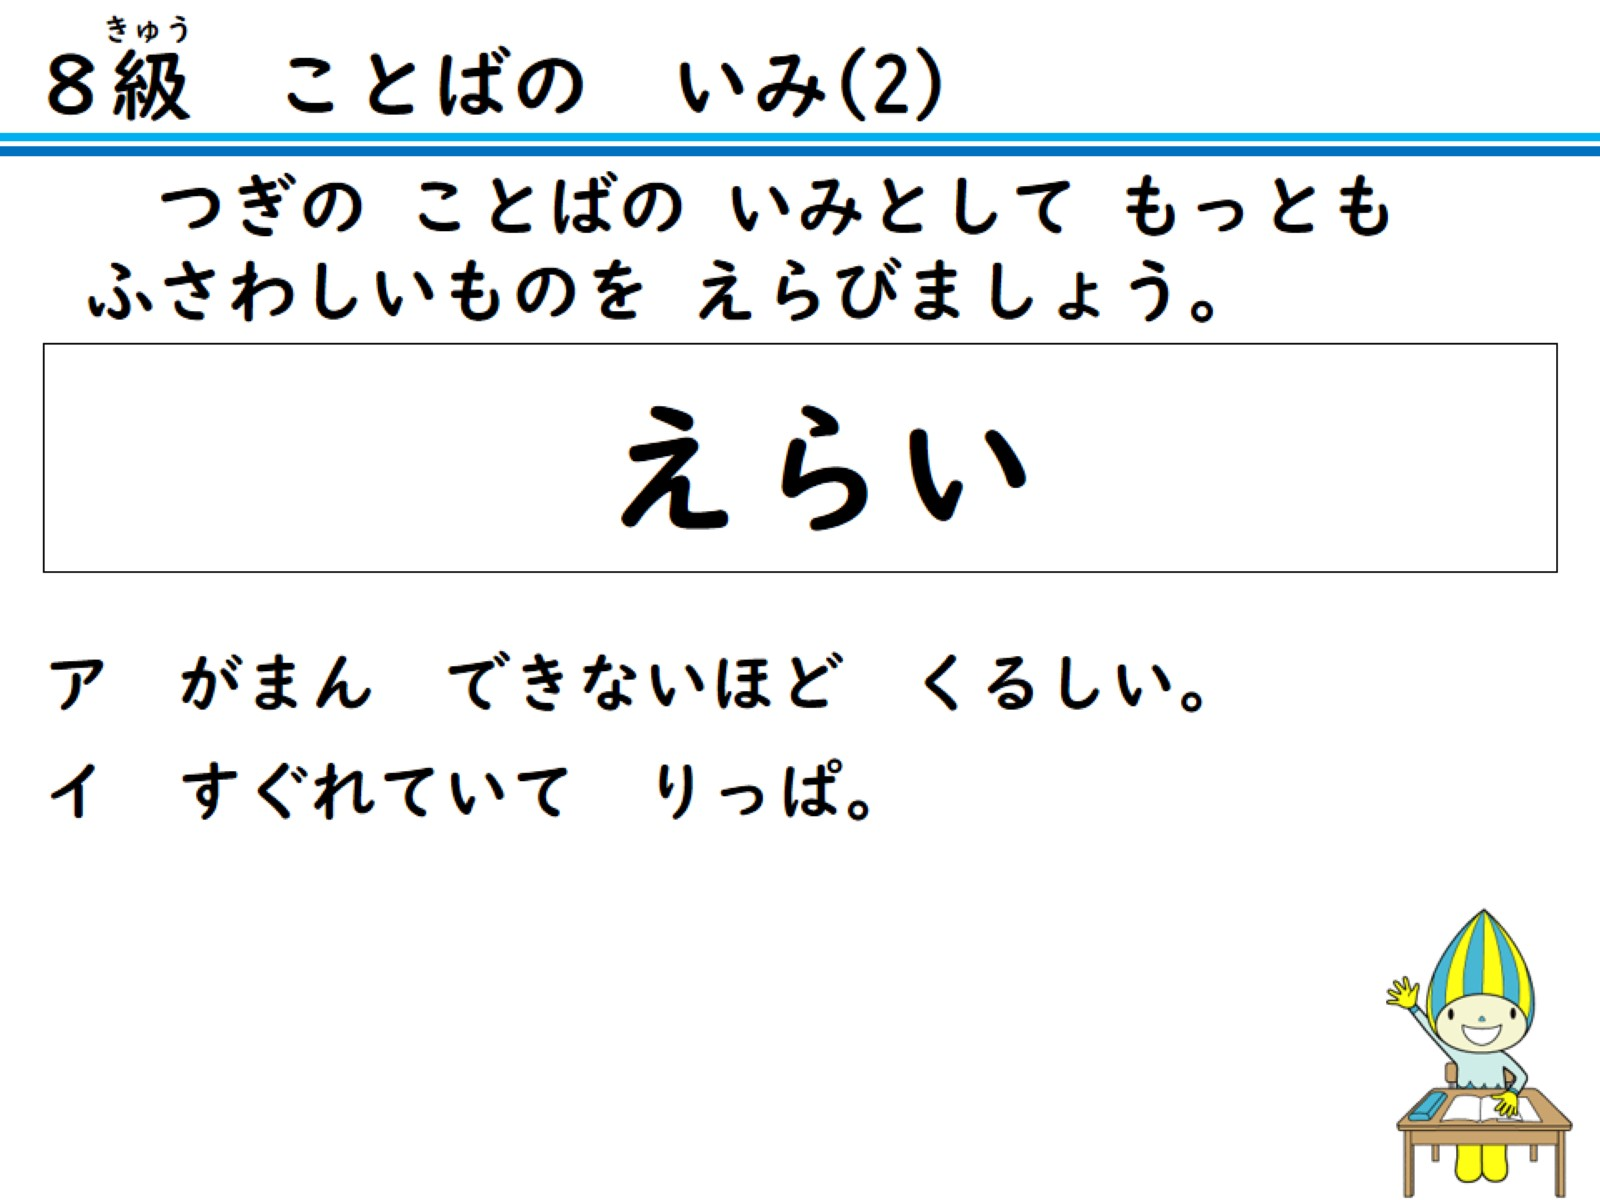 きゅう
8級　ことばの　いみ(2)
つぎの ことばの いみとして もっとも
ふさわしいものを えらびましょう。
えらい
ア　がまん　できないほど　くるしい。
イ　すぐれていて　りっぱ。